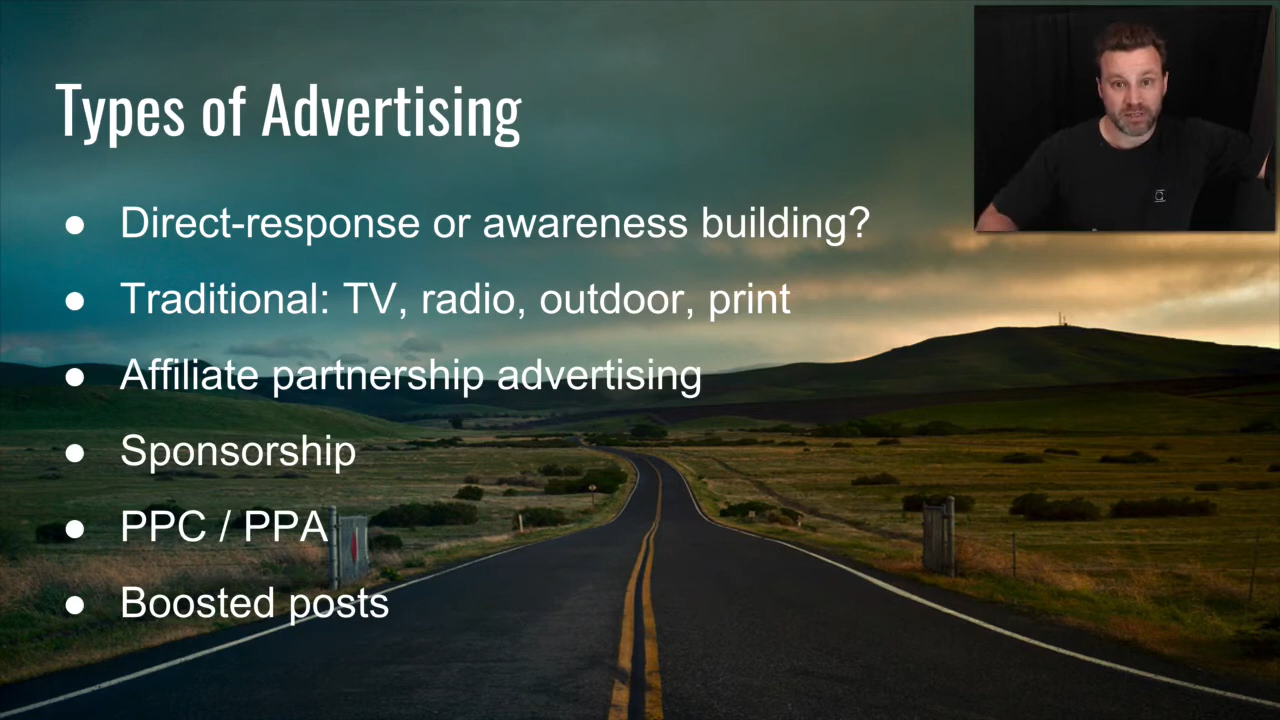 Types of Advertising
● Direct-response or awareness building?
● Traditional: TV, radio, outdoor, print
● Affiliate partnership advertising
● Sponsorship
● PPC / PPA
● Boosted posts